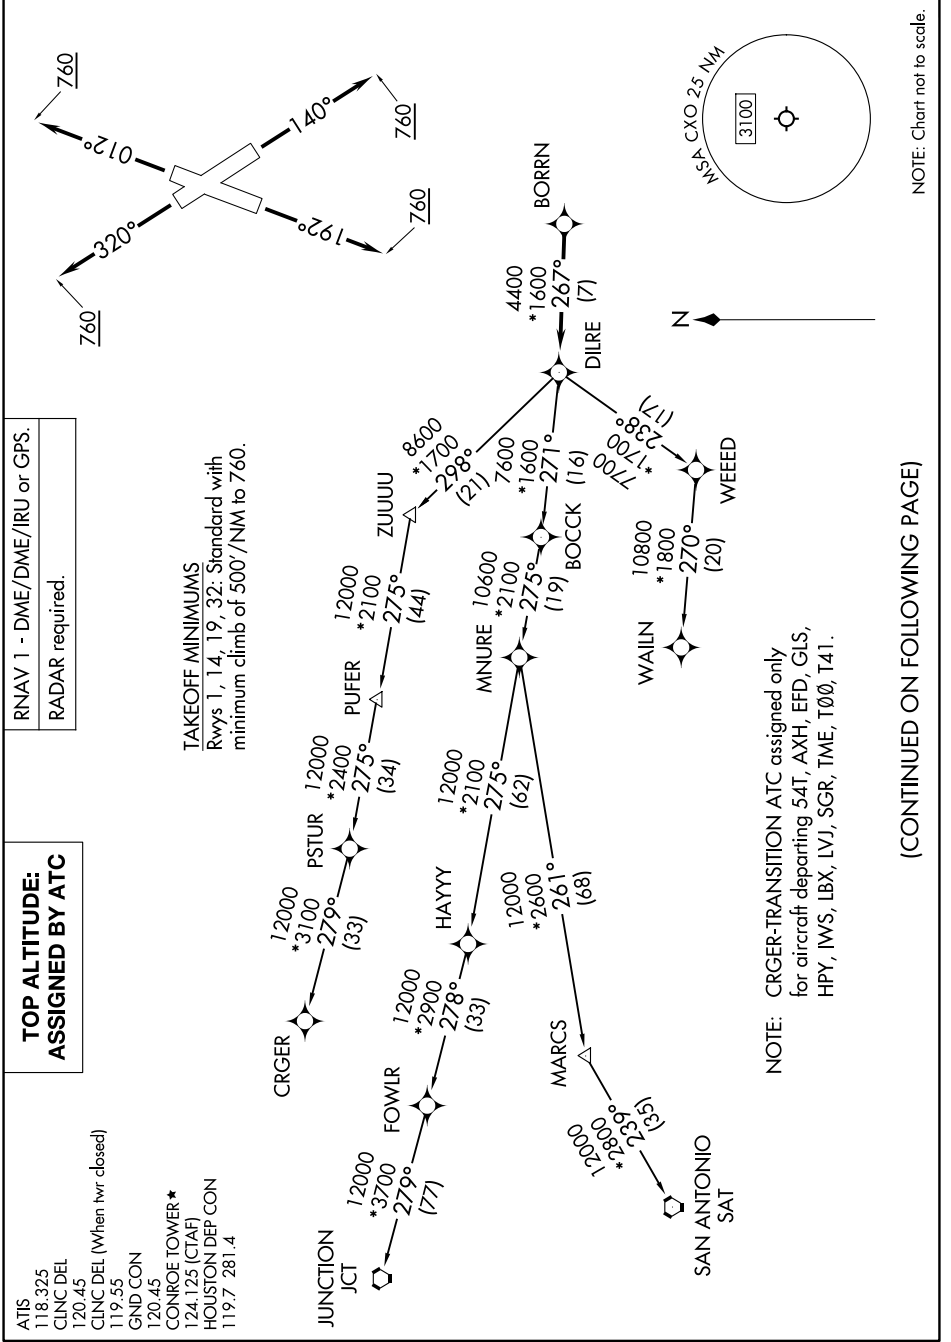 ATIS
118.325
CLNC DEL
120.45
CLNC DEL (When twr closed)
119.55
GND CON
120.45
CONROE TOWER★
124.125 (CTAF)
HOUSTON DEP CON
119.7 281.4
TOP ALTITUDE:
ASSIGNED BY ATC
RNAV 1 - DME/DME/IRU or GPS.
RADAR required.
TAKEOFF MINIMUMS
Rwys 1, 14, 19, 32: Standard with
minimum climb of 500'/NM to 760.
760
320°
760
012°
140°
760
192°
760
CRGER
12000
*3100
279°
(33)
PSTUR
12000
*2400
275°
(34)
PUFER
12000
*2100
275°
(44)
ZUUUU
8600
*1700
298°
(21)
JUNCTION
JCT
12000
*3700
279°
(77)
FOWLR
12000
*2900
278°
(33)
HAYYY
12000
*2100
275°
(62)
MNURE
10600
*2100
275°
(19)
BOCCK
7600
*1600
271°
(16)
DILRE
4400
*1600
267°
(7)
BORRN
SAN ANTONIO
SAT
12000
*2800
239°
(35)
MARCS
12000
*2600
261°
(68)
WAILN
10800
*1800
270°
(20)
WEEED
7700
*1700
238°
(17)
N
MSA CXO 25 NM
3100
NOTE: CRGER-TRANSITION ATC assigned only
for aircraft departing 54T, AXH, EFD, GLS,
HPY, IWS, LBX, LVJ, SGR, TME, TØØ, T41.
(CONTINUED ON FOLLOWING PAGE)
NOTE: Chart not to scale.